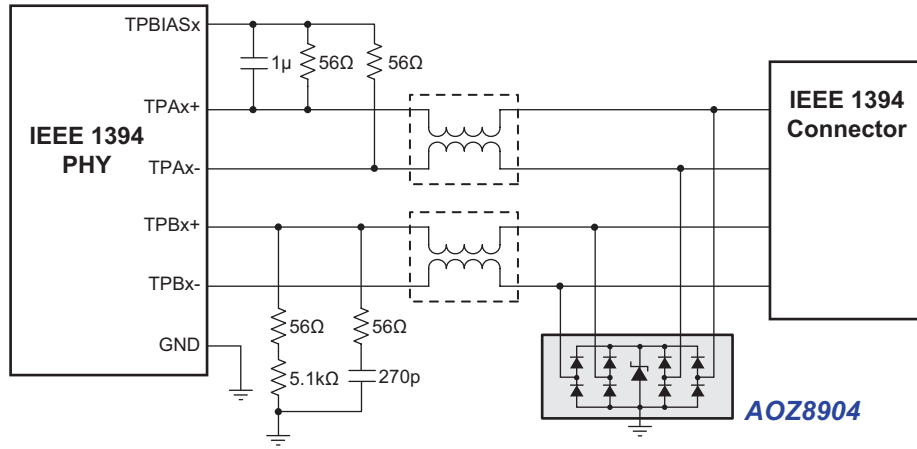 TPBIASx
1µ
56Ω
56Ω
TPAx+
IEEE 1394
PHY
TPAx-
TPBx+
TPBx-
GND
56Ω
56Ω
5.1kΩ
270p
IEEE 1394
Connector
AOZ8904